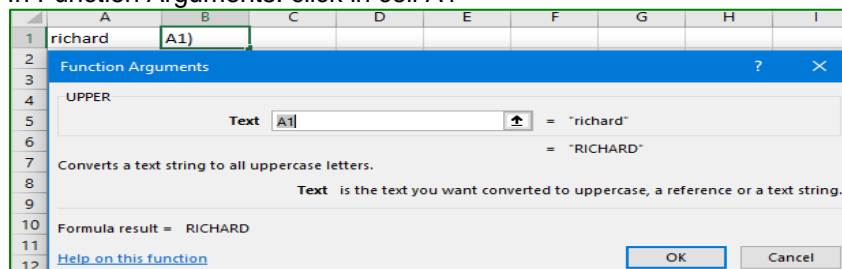 In Function Arguments: click in cell A1
A B C D E F G H I
1 richard A1)
2
3
4
5
6
7
8
9
10
11
12
Function Arguments ? ×
UPPER
Text A1 = "richard"
= "RICHARD"
Converts a text string to all uppercase letters.
Text is the text you want converted to uppercase, a reference or a text string.
Formula result = RICHARD
Help on this function OK Cancel